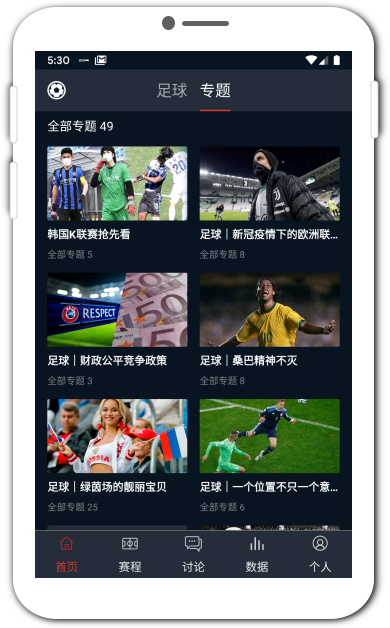 5:30
足球 专题
全部专题 49
RESPECT
RUSSIA
韩国K联赛抢先看
足球｜新冠疫情下的欧洲联...
全部专题 5
全部专题 8
足球｜财政公平竞争政策
足球｜桑巴精神不灭
全部专题 3
全部专题 8
足球｜绿茵场的靓丽宝贝
足球｜一个位置不只一个意...
全部专题 25
全部专题 6
首页 赛程 讨论 数据 个人